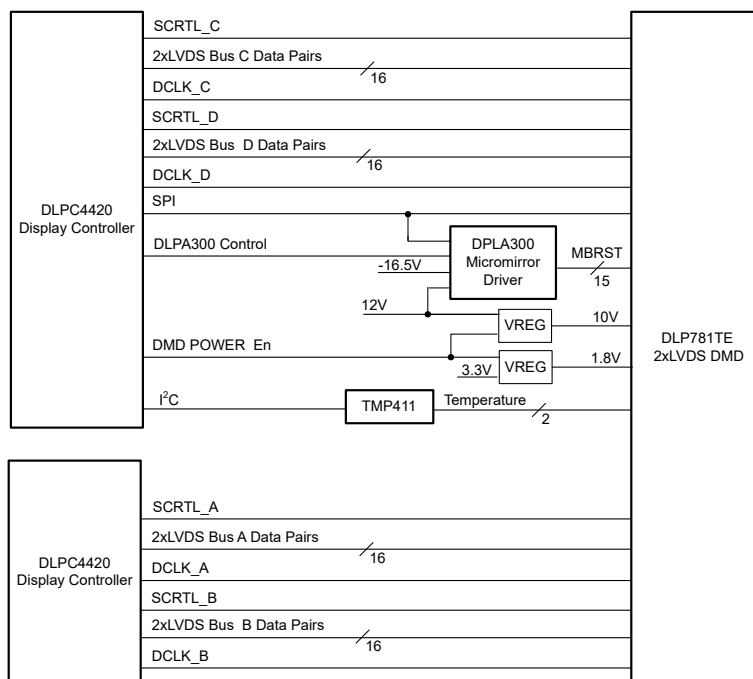 SCRTL_C
2xLVDS Bus C Data Pairs
16
DCLK_C
SCRTL_D
2xLVDS Bus D Data Pairs
16
DCLK_D
SPI
DLPC4420
Display Controller
DLPA300 Control
-16.5V
DPLA300
Micromirror
Driver
MBRST
15
12V
VREG
10V
DMD POWER En
3.3V
VREG
1.8V
DLP781TE
2xLVDS DMD
I²C
TMP411
Temperature
2
SCRTL_A
2xLVDS Bus A Data Pairs
16
DLPC4420
Display Controller
DCLK_A
SCRTL_B
2xLVDS Bus B Data Pairs
16
DCLK_B